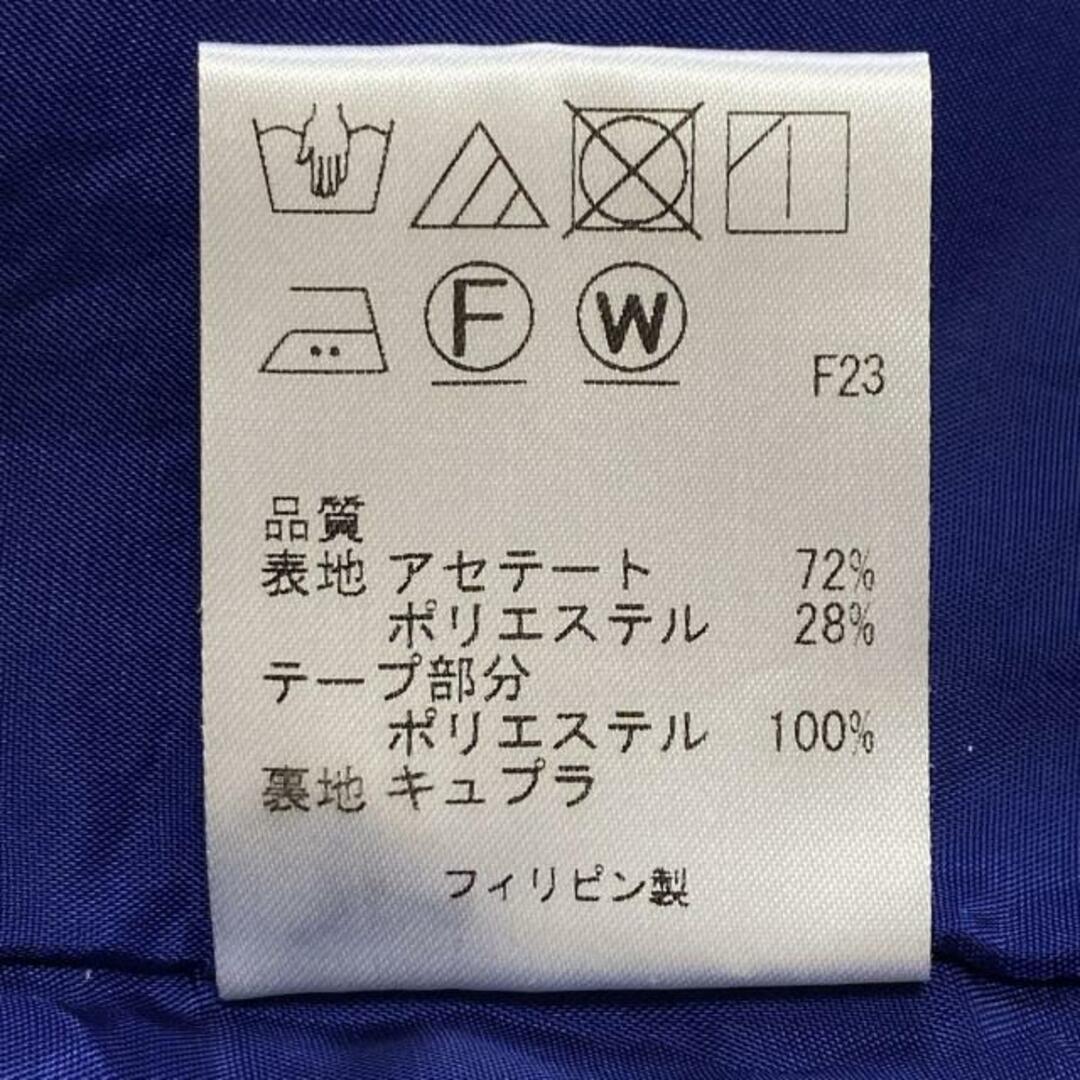 F W
F23
品質
表地 アセテート 72%
ポリエステル 28%
テープ部分
ポリエステル 100%
裏地 キュプラ
フィリピン製